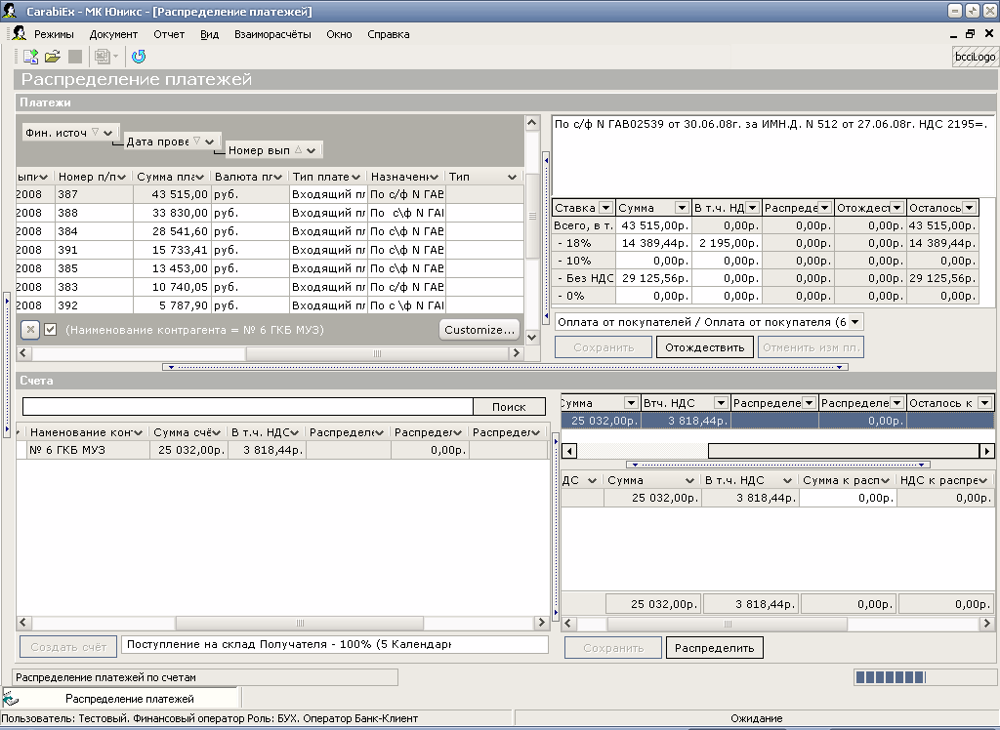 CarabiEx - МК Юникс - [Распределение платежей]
Режимы Документ Отчет Вид Взаиморасчёты Окно Справка
bcciLogo
Распределение платежей
Платежи
Фин. источ
Дата прове
Номер вып
ыпи Номер п/п Сумма пла Валюта пл Тип плате Назначени Тип
2008 387 43 515,00 руб. Входящий пл По с/ф N ГАВ
2008 388 33 830,00 руб. Входящий пл По с\ф N ГАI
2008 384 28 541,60 руб. Входящий пл По с\ф N ГАВ
2008 391 15 733,41 руб. Входящий пл По с\ф N ГАВ
2008 385 13 453,00 руб. Входящий пл По с\ф N ГАВ
2008 383 10 740,05 руб. Входящий пл По с/ф N ГАВ
2008 392 5 787,90 руб. Входящий пл По с \ф N ГАВ
(Наименование контрагента = № 6 ГКБ МУЗ) Customize...
По с/ф N ГАВ02539 от 30.06.08г. за ИМН.Д. N 512 от 27.06.08г. НДС 2195=.
Ставка Сумма В т.ч. НД Распреде Отождест Осталось
Всего, в т. 43 515,00р. 0,00р. 0,00р. 0,00р. 43 515,00р.
- 18% 14 389,44р. 2 195,00р. 0,00р. 0,00р. 14 389,44р.
- 10% 0,00р. 0,00р. 0,00р. 0,00р. 0,00р.
- Без НДС 29 125,56р. 0,00р. 0,00р. 0,00р. 29 125,56р.
- 0% 0,00р. 0,00р. 0,00р. 0,00р. 0,00р.
Оплата от покупателей / Оплата от покупателя (6
Сохранить Отождествить Отменить изм пл.
Счета
Поиск
Наменование конт Сумма счё В т.ч. НДС Распределе Распредел Распредел
№ 6 ГКБ МУЗ 25 032,00р. 3 818,44р. 0,00р.
Создать счёт Поступление на склад Получателя - 100% (5 Календарн
Сумма Втч. НДС Распределе Распределе Осталось к
25 032,00р. 3 818,44р. 0,00р.
ДС Сумма В т.ч. НДС Сумма к расп НДС к распре
25 032,00р. 3 818,44р. 0,00р. 0,00р.
25 032,00р. 3 818,44р. 0,00р. 0,00р.
Сохранить Распределить
Распределение платежей по счетам
Распределение платежей
Пользователь: Тестовый. Финансовый оператор Роль: БУХ. Оператор Банк-Клиент Ожидание